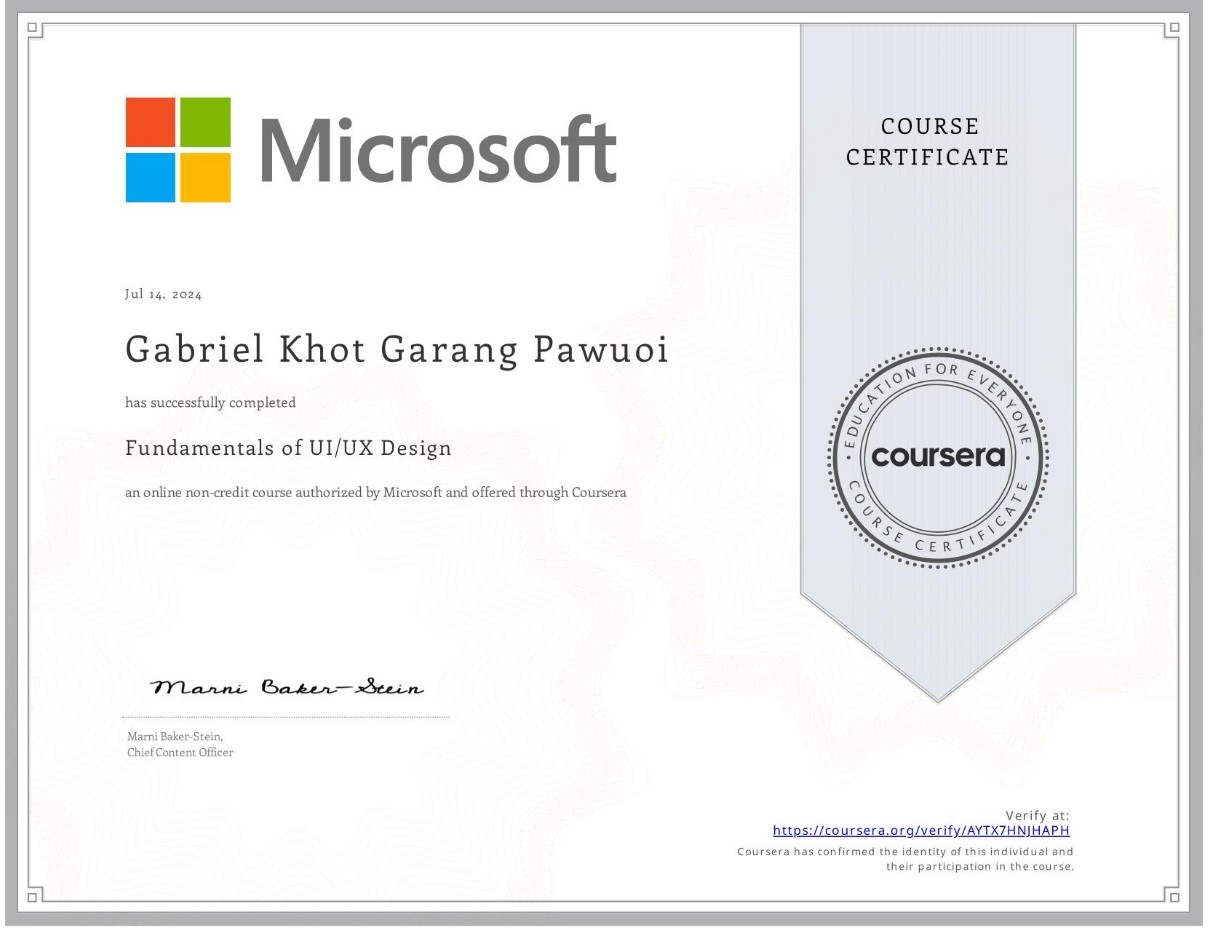 Microsoft
COURSE
CERTIFICATE
Jul 14, 2024
Gabriel Khot Garang Pawuoi
has successfully completed
Fundamentals of UI/UX Design
an online non-credit course authorized by Microsoft and offered through Coursera
EDUCATION FOR EVERYONE
coursera
COURSE CERTIFICATE
Marni Baker-Stein
Marni Baker-Stein,
Chief Content Officer
Verify at:
https://coursera.org/verify/AYTX7HNJHAPH
Coursera has confirmed the identity of this individual and
their participation in the course.